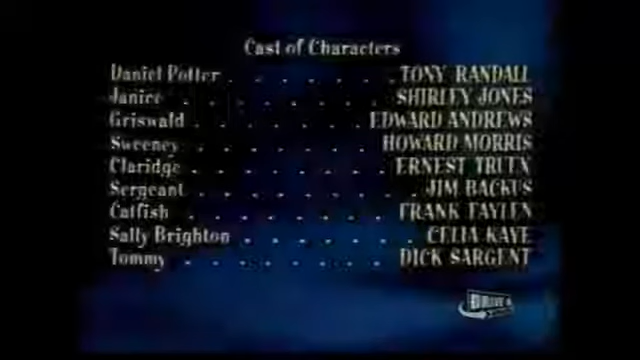 Cast of Characters
Daniel Potter . . . . . . . TONY RANDALL
Janice . . . . . . . . SHIRLEY JONES
Griswald . . . . . . . EDWARD ANDREWS
Sweeney . . . . . . . HOWARD MORRIS
Claridge . . . . . . . . ERNEST TRUEX
Sergeant . . . . . . . . . JIM BACKUS
Catfish . . . . . . . . FRANK FAYLEN
Sally Brighton . . . . . . . CELIA KAYE
Tommy . . . . . . . . DICK SARGENT